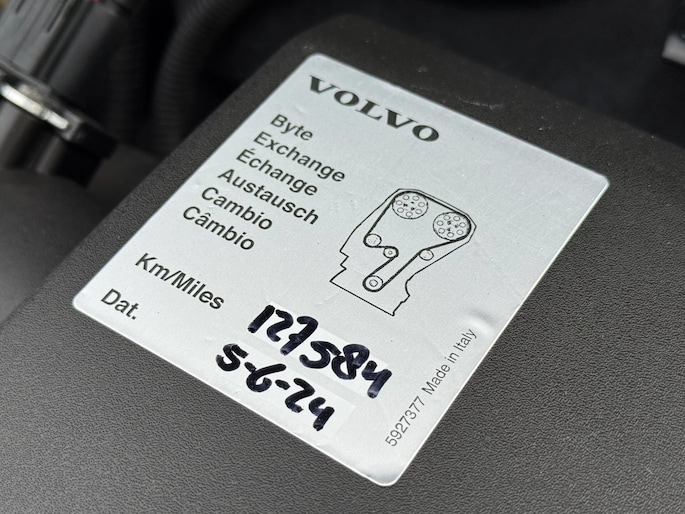 VOLVO
Byte
Exchange
Échange
Austausch
Cambio
Câmbio
Km/Miles
127584
Dat.
5-6-24
5927377 Made in Italy